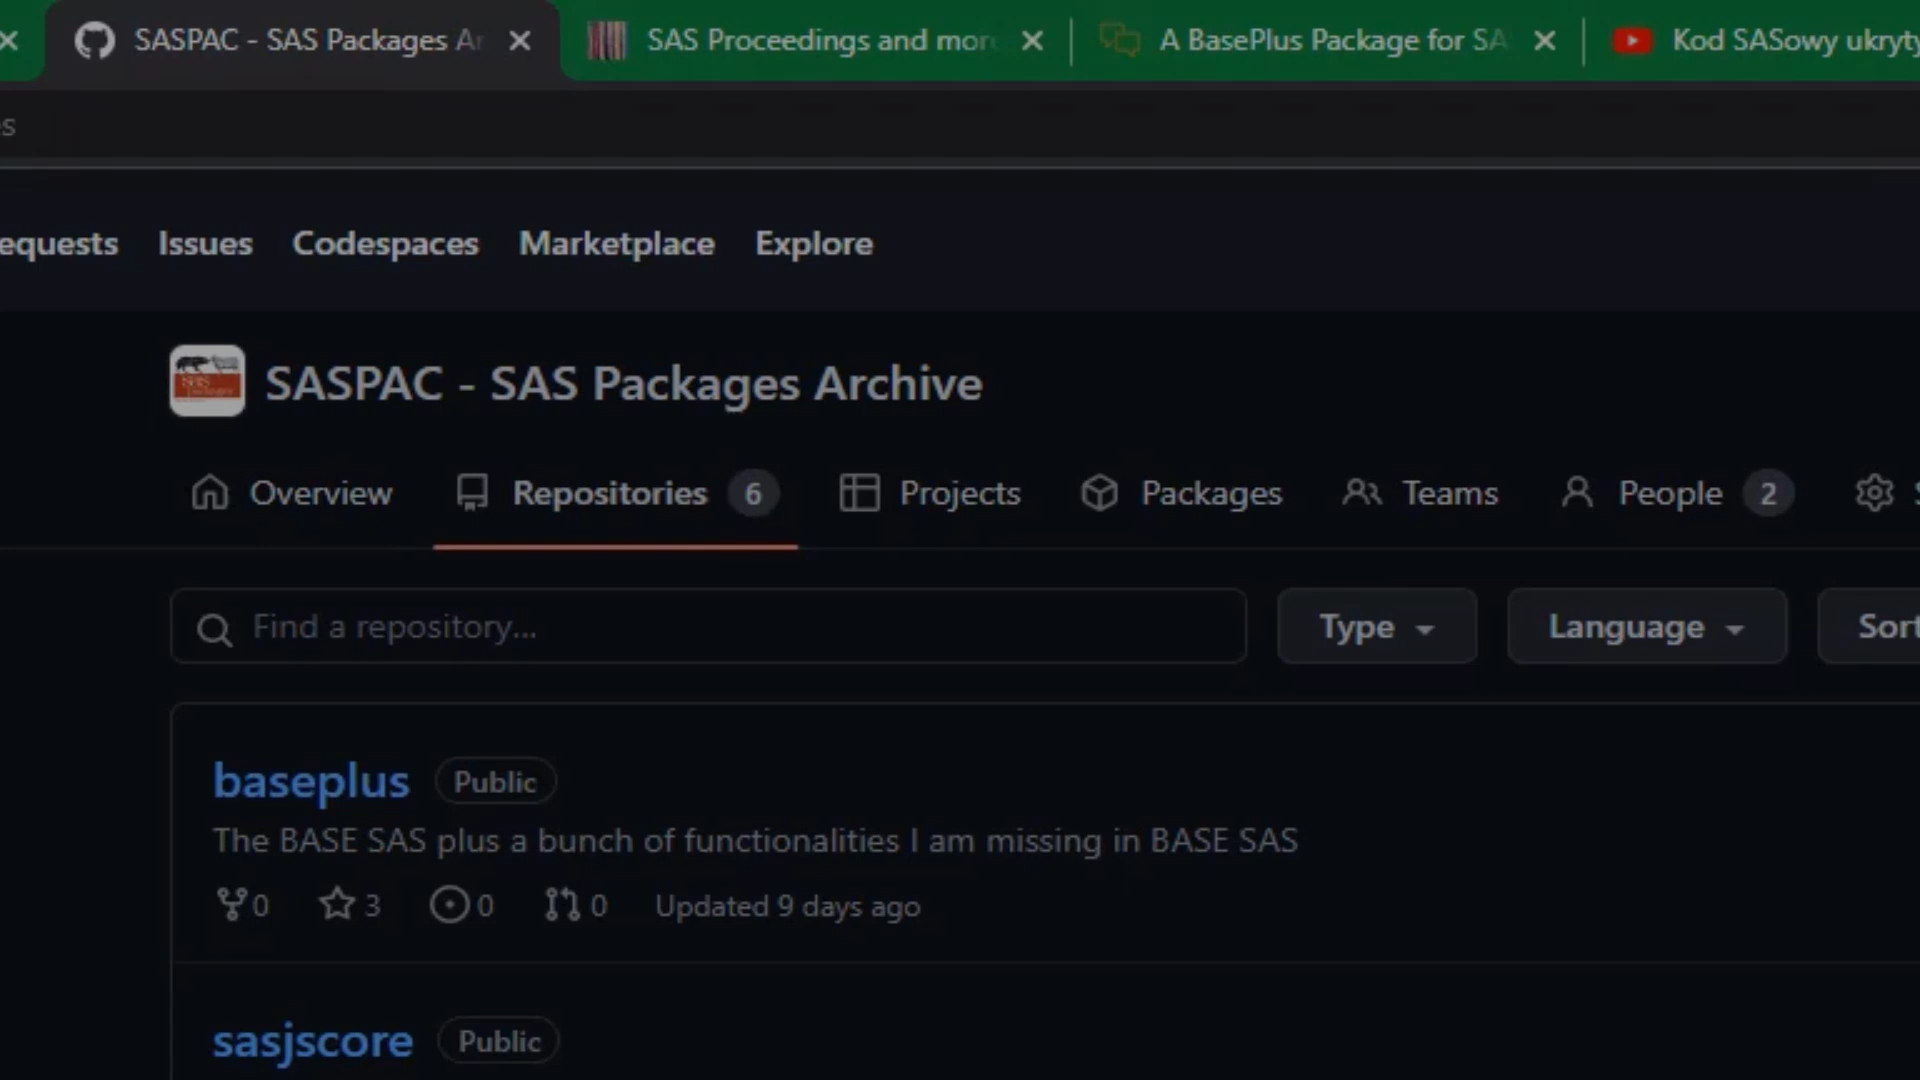 SASPAC - SAS Packages Ar
SAS Proceedings and more
A BasePlus Package for SA
Kod SASowy ukryty
es
equests Issues Codespaces Marketplace Explore
SASPAC - SAS Packages Archive
Overview Repositories 6 Projects Packages Teams People 2
Find a repository...
Type Language Sort
baseplus Public
The BASE SAS plus a bunch of functionalities I am missing in BASE SAS
0 3 0 0 Updated 9 days ago
sasjscore Public